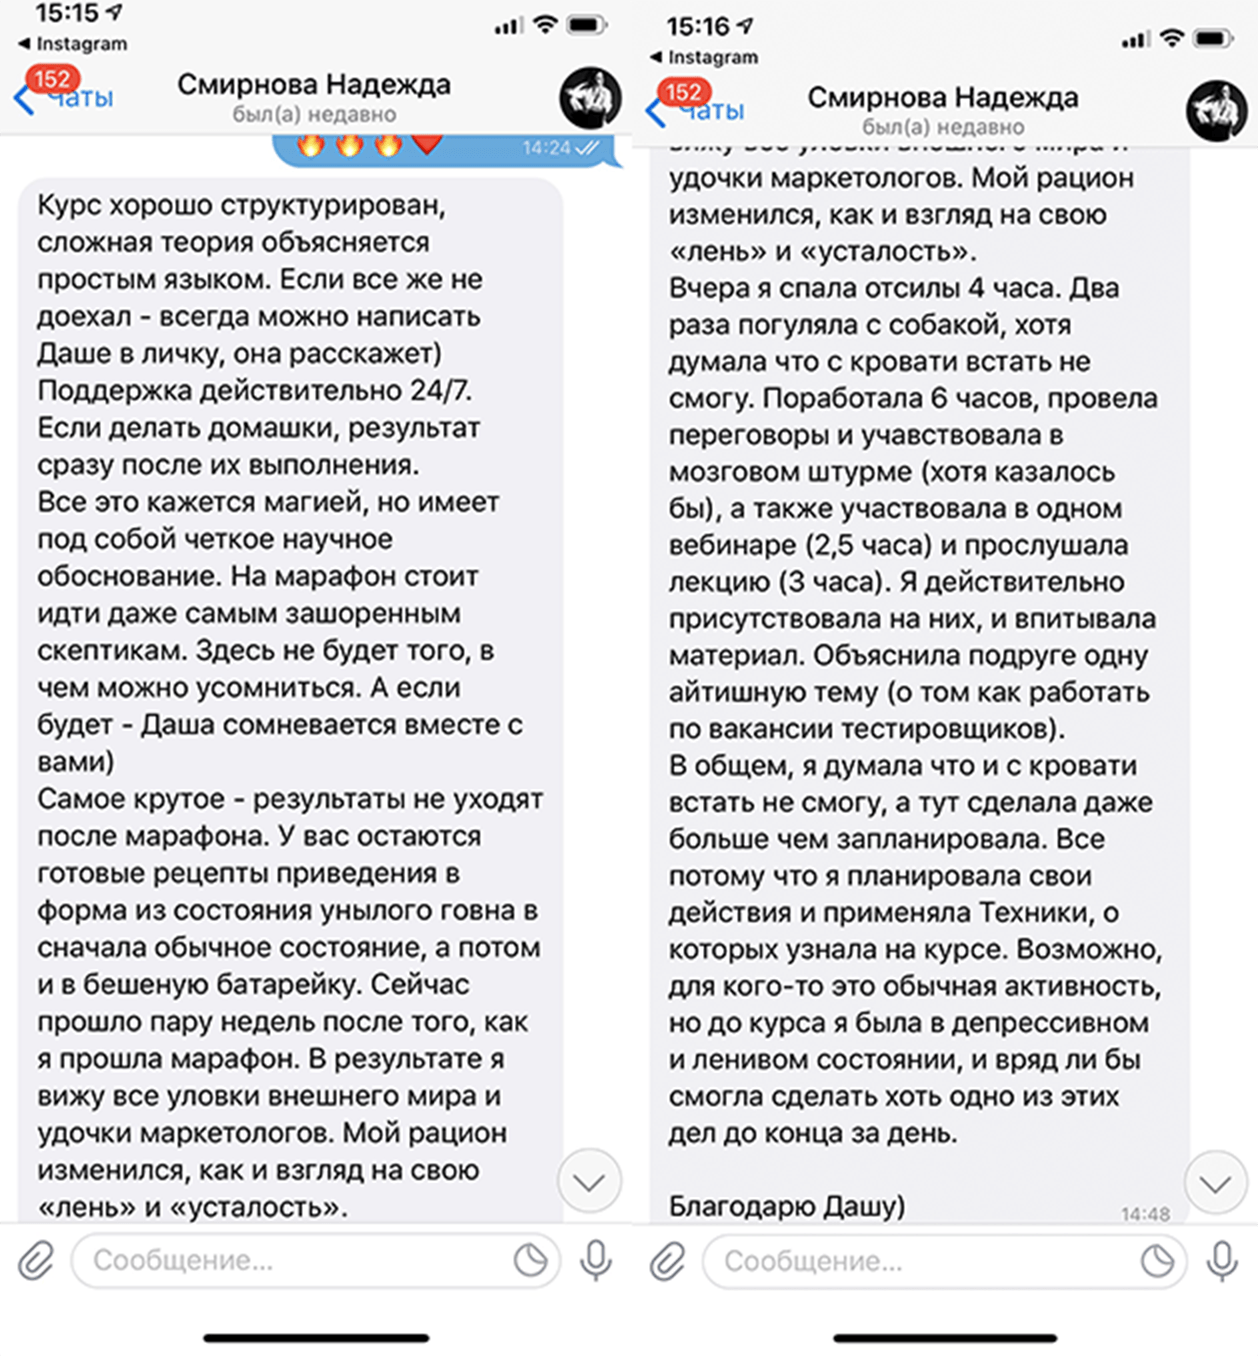 15:15
◀ Instagram
152
Чаты
Смирнова Надежда
был(а) недавно
🔥🔥🔥❤️ 14:24
Курс хорошо структурирован,
сложная теория объясняется
простым языком. Если все же не
доехал - всегда можно написать
Даше в личку, она расскажет)
Поддержка действительно 24/7.
Если делать домашки, результат
сразу после их выполнения.
Все это кажется магией, но имеет
под собой четкое научное
обоснование. На марафон стоит
идти даже самым зашоренным
скептикам. Здесь не будет того, в
чем можно усомниться. А если
будет - Даша сомневается вместе с
вами)
Самое крутое - результаты не уходят
после марафона. У вас остаются
готовые рецепты приведения в
форма из состояния унылого говна в
сначала обычное состояние, а потом
и в бешеную батарейку. Сейчас
прошло пару недель после того, как
я прошла марафон. В результате я
вижу все уловки внешнего мира и
удочки маркетологов. Мой рацион
изменился, как и взгляд на свою
«лень» и «усталость».
Сообщение...
15:16
◀ Instagram
152
Чаты
Смирнова Надежда
был(а) недавно
вижу все уловки внешнего мира и
удочки маркетологов. Мой рацион
изменился, как и взгляд на свою
«лень» и «усталость».
Вчера я спала отсилы 4 часа. Два
раза погуляла с собакой, хотя
думала что с кровати встать не
смогу. Поработала 6 часов, провела
переговоры и учавствовала в
мозговом штурме (хотя казалось
бы), а также участвовала в одном
вебинаре (2,5 часа) и прослушала
лекцию (3 часа). Я действительно
присутствовала на них, и впитывала
материал. Объяснила подруге одну
айтишную тему (о том как работать
по вакансии тестировщиков).
В общем, я думала что и с кровати
встать не смогу, а тут сделала даже
больше чем запланировала. Все
потому что я планировала свои
действия и применяла Техники, о
которых узнала на курсе. Возможно,
для кого-то это обычная активность,
но до курса я была в депрессивном
и ленивом состоянии, и вряд ли бы
смогла сделать хоть одно из этих
дел до конца за день.
Благодарю Дашу)
14:48
Сообщение...